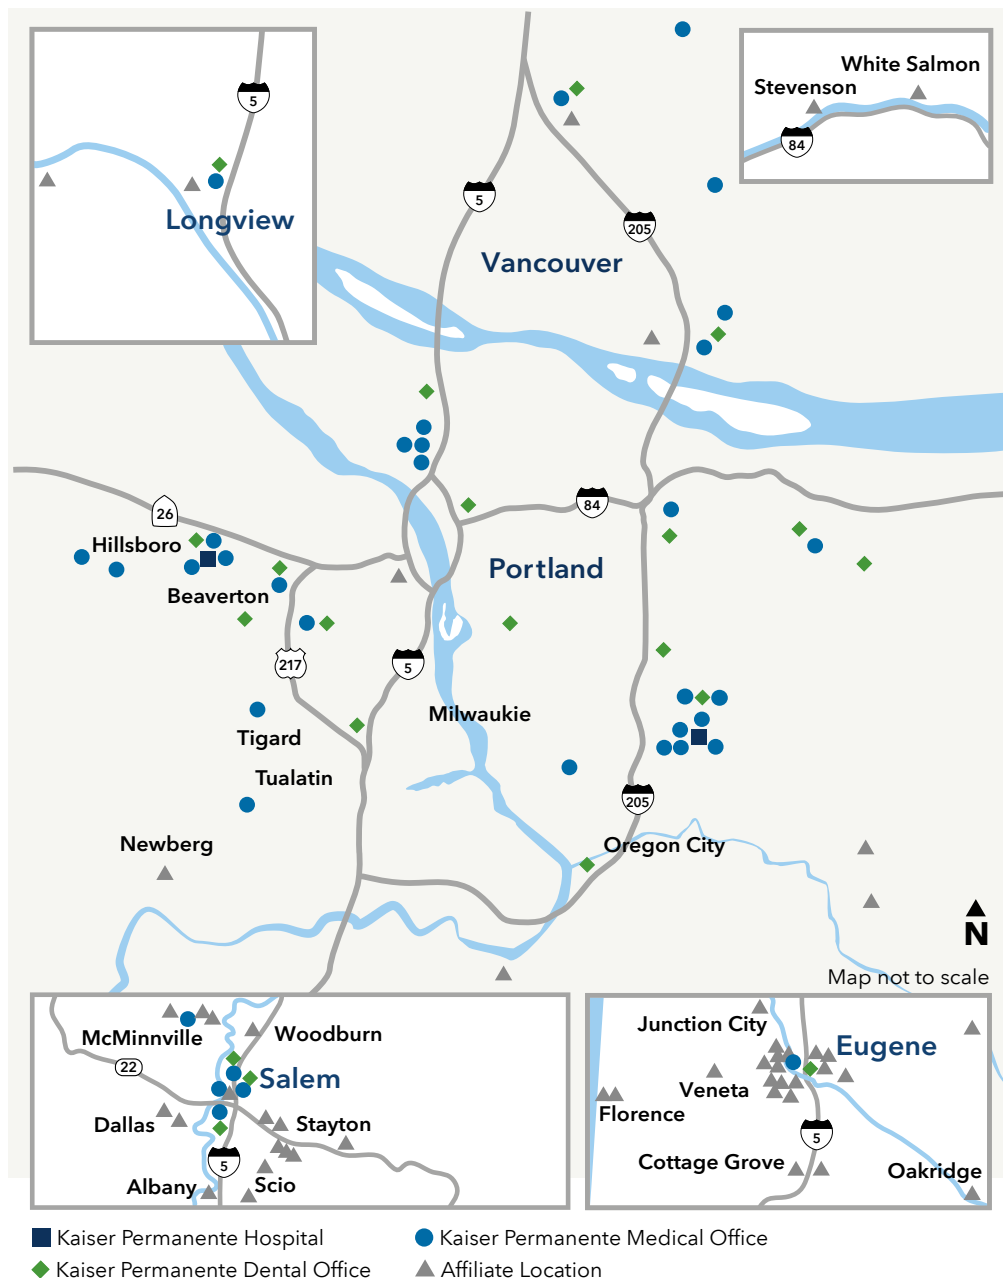 5
White Salmon
Stevenson
84
5
205
Longview
Vancouver
26
84
Hillsboro
Portland
Beaverton
217
5
Milwaukie
Tigard
Tualatin
205
Newberg
Oregon City
N
Map not to scale
McMinnville
Woodburn
22
Salem
Dallas
Stayton
5
Albany
Scio
Junction City
Eugene
Veneta
Florence
5
Cottage Grove
Oakridge
Kaiser Permanente Hospital
Kaiser Permanente Medical Office
Kaiser Permanente Dental Office
Affiliate Location